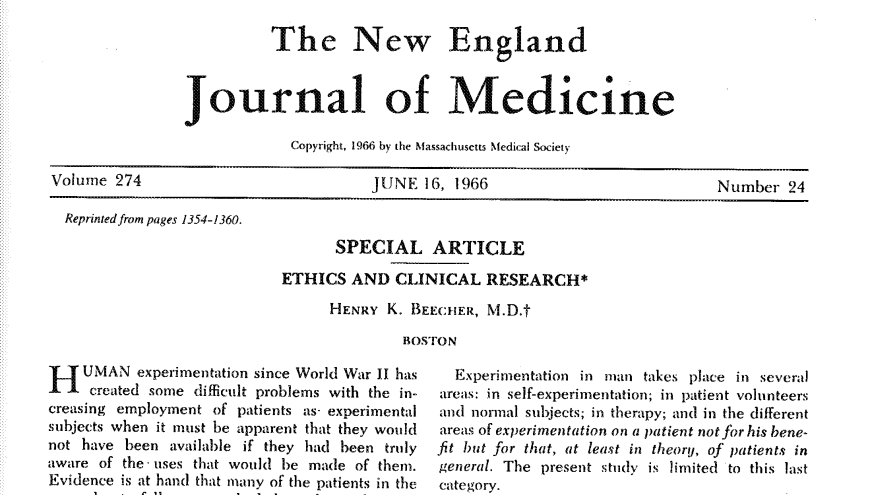 The New England
Journal of Medicine
Copyright, 1966 by the Massachusetts Medical Society
Volume 274 JUNE 16, 1966 Number 24
Reprinted from pages 1354-1360.
SPECIAL ARTICLE
ETHICS AND CLINICAL RESEARCH*
HENRY K. BEECHER, M.D.†
BOSTON
HUMAN experimentation since World War II has
created some difficult problems with the in-
creasing employment of patients as experimental
subjects when it must be apparent that they would
not have been available if they had been truly
aware of the uses that would be made of them.
Evidence is at hand that many of the patients in the
Experimentation in man takes place in several
areas: in self-experimentation; in patient volunteers
and normal subjects; in therapy; and in the different
areas of experimentation on a patient not for his bene-
fit but for that, at least in theory, of patients in
general. The present study is limited to this last
category.